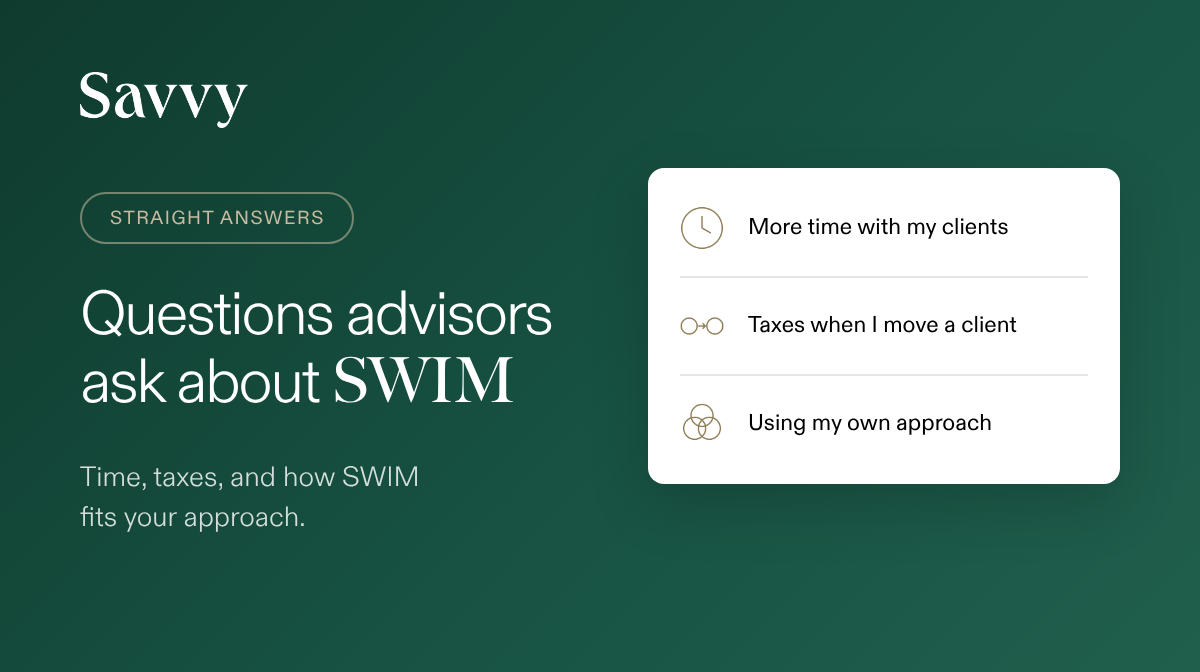 Savvy
STRAIGHT ANSWERS
Questions advisors
ask about SWIM
Time, taxes, and how SWIM
fits your approach.
More time with my clients
Taxes when I move a client
Using my own approach